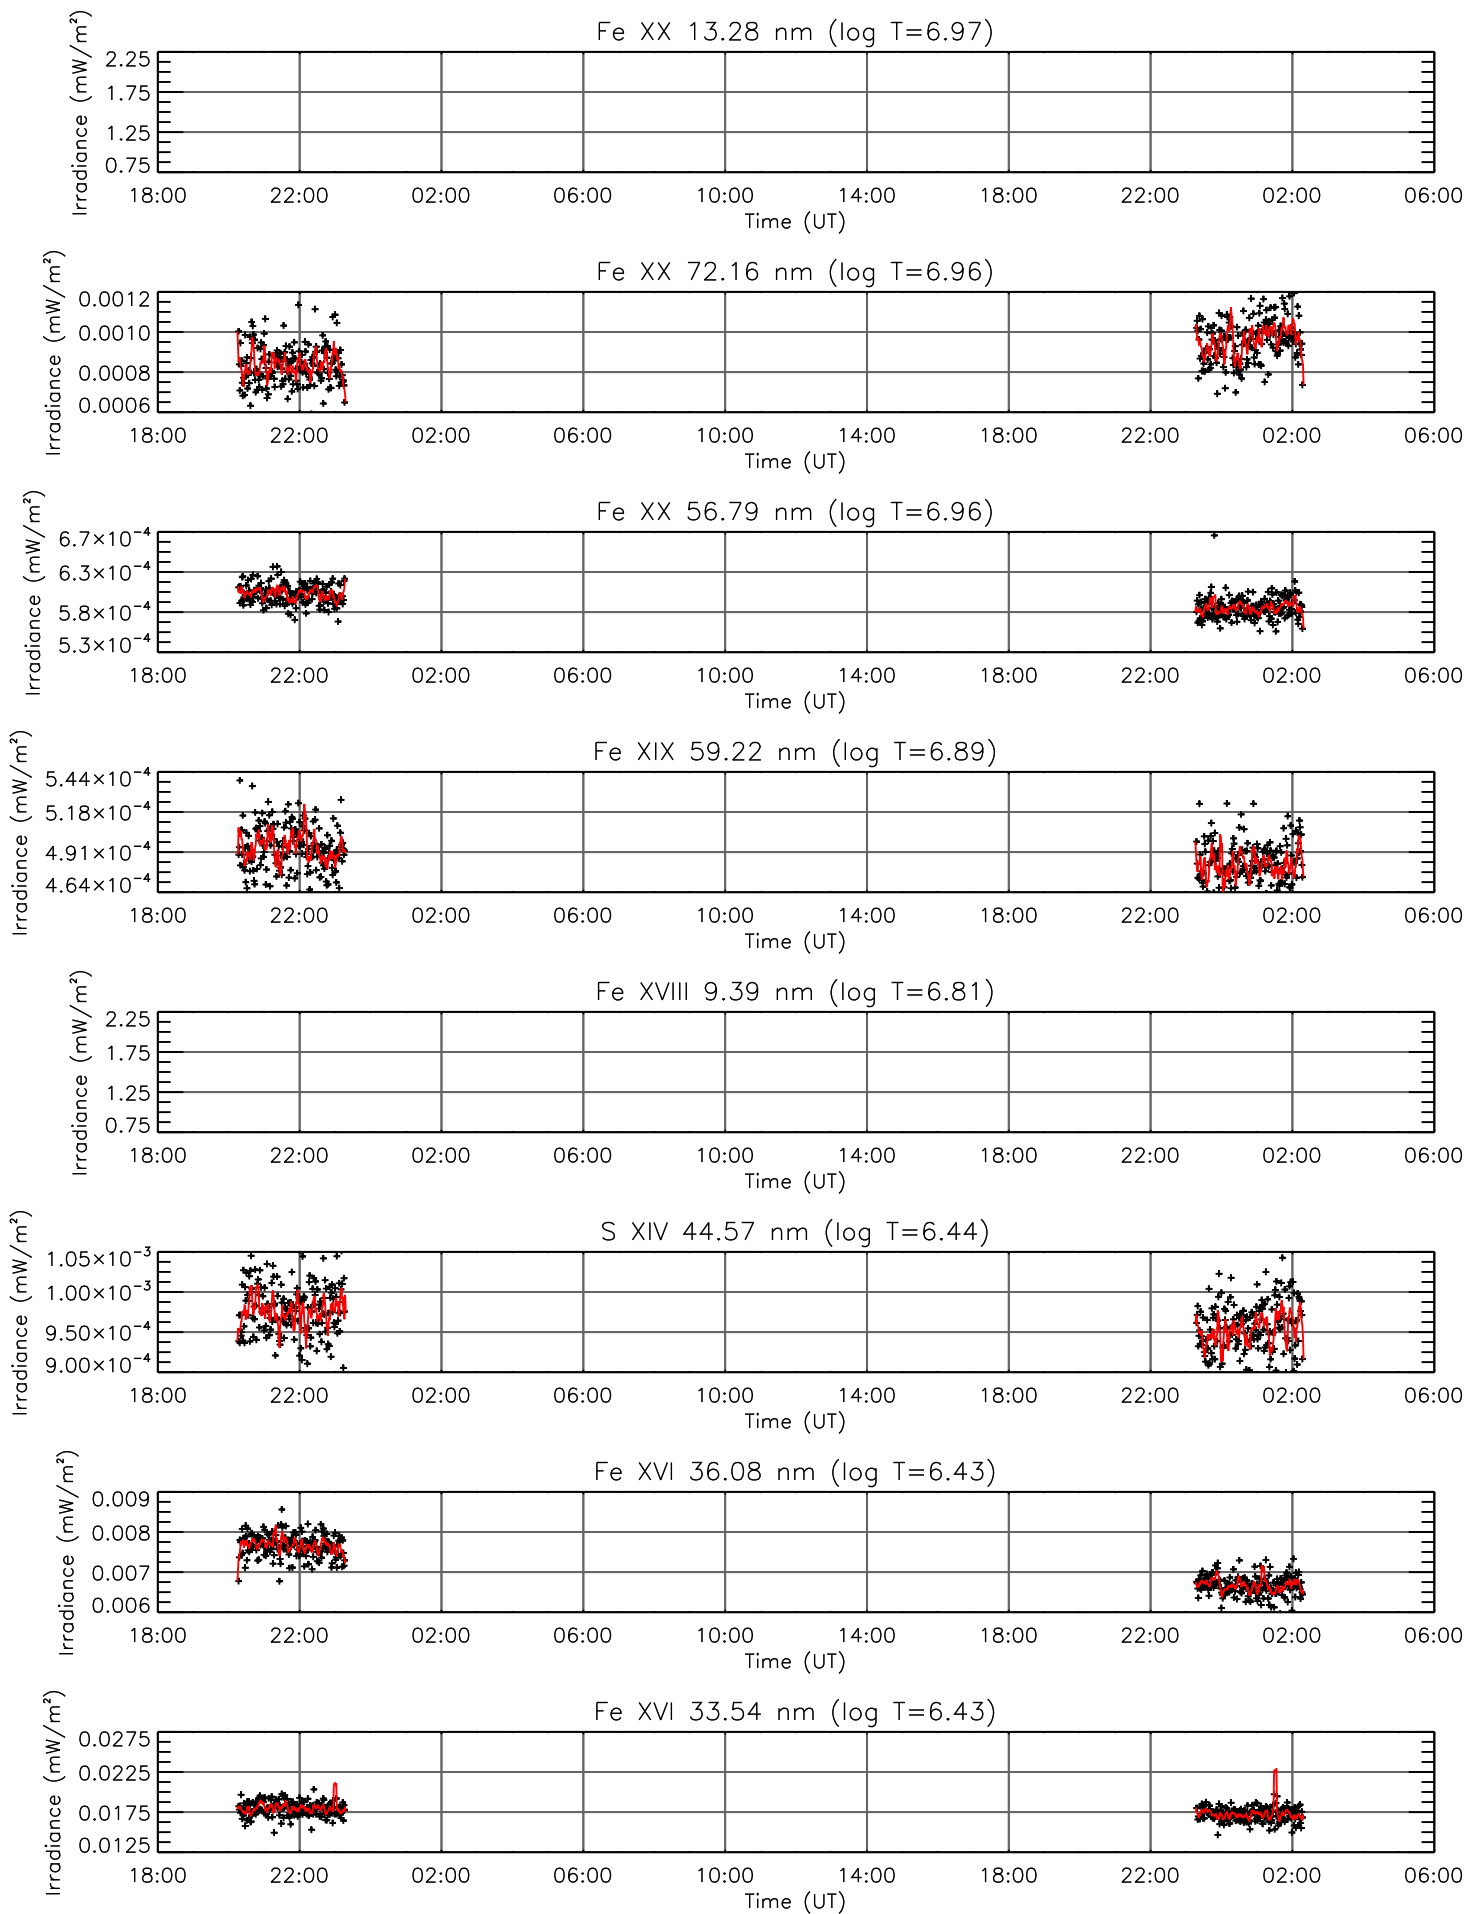 Fe XX 13.28 nm (log T=6.97)
Irradiance (mW/m²)
2.25
1.75
1.25
0.75
18:00 22:00 02:00 06:00 10:00 14:00 18:00 22:00 02:00 06:00
Time (UT)
Fe XX 72.16 nm (log T=6.96)
Irradiance (mW/m²)
0.0012
0.0010
0.0008
0.0006
18:00 22:00 02:00 06:00 10:00 14:00 18:00 22:00 02:00 06:00
Time (UT)
Fe XX 56.79 nm (log T=6.96)
Irradiance (mW/m²)
6.7×10⁻⁴
6.3×10⁻⁴
5.8×10⁻⁴
5.3×10⁻⁴
18:00 22:00 02:00 06:00 10:00 14:00 18:00 22:00 02:00 06:00
Time (UT)
Fe XIX 59.22 nm (log T=6.89)
Irradiance (mW/m²)
5.44×10⁻⁴
5.18×10⁻⁴
4.91×10⁻⁴
4.64×10⁻⁴
18:00 22:00 02:00 06:00 10:00 14:00 18:00 22:00 02:00 06:00
Time (UT)
Fe XVIII 9.39 nm (log T=6.81)
Irradiance (mW/m²)
2.25
1.75
1.25
0.75
18:00 22:00 02:00 06:00 10:00 14:00 18:00 22:00 02:00 06:00
Time (UT)
S XIV 44.57 nm (log T=6.44)
Irradiance (mW/m²)
1.05×10⁻³
1.00×10⁻³
9.50×10⁻⁴
9.00×10⁻⁴
18:00 22:00 02:00 06:00 10:00 14:00 18:00 22:00 02:00 06:00
Time (UT)
Fe XVI 36.08 nm (log T=6.43)
Irradiance (mW/m²)
0.009
0.008
0.007
0.006
18:00 22:00 02:00 06:00 10:00 14:00 18:00 22:00 02:00 06:00
Time (UT)
Fe XVI 33.54 nm (log T=6.43)
Irradiance (mW/m²)
0.0275
0.0225
0.0175
0.0125
18:00 22:00 02:00 06:00 10:00 14:00 18:00 22:00 02:00 06:00
Time (UT)